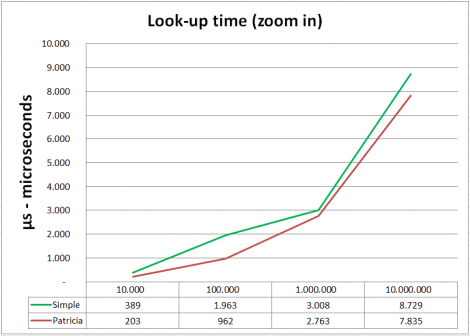 Look-up time (zoom in)
µs - microseconds
10.000
9.000
8.000
7.000
6.000
5.000
4.000
3.000
2.000
1.000
-
10.000 100.000 1.000.000 10.000.000
Simple 389 1.963 3.008 8.729
Patricia 203 962 2.763 7.835